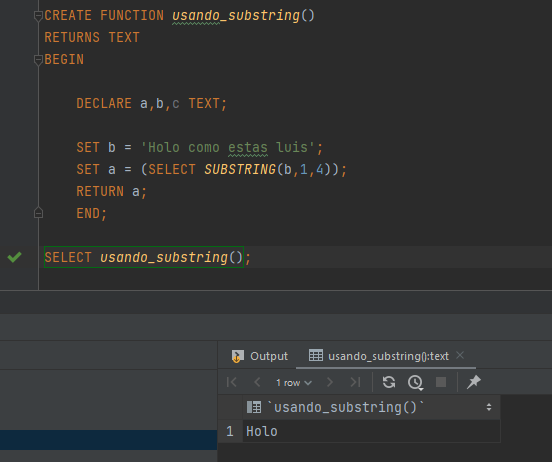 CREATE FUNCTION usando_substring()
RETURNS TEXT
BEGIN
DECLARE a,b,c TEXT;
SET b = 'Holo como estas luis';
SET a = (SELECT SUBSTRING(b,1,4));
RETURN a;
END;
SELECT usando_substring();
Output
usando_substring():text
1 row
`usando_substring()`
1 Holo